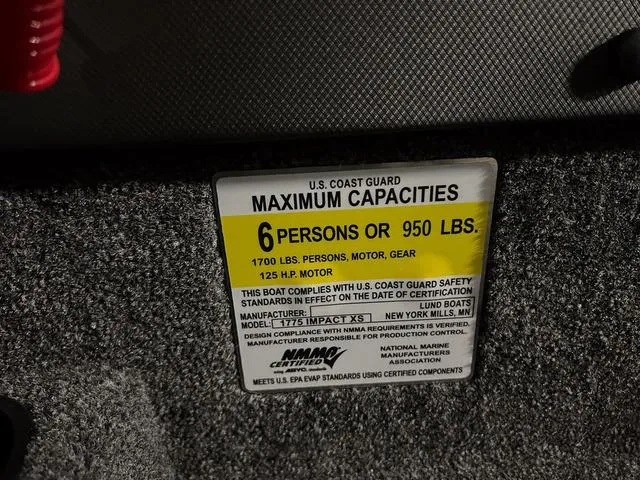 U.S. COAST GUARD
MAXIMUM CAPACITIES
6 PERSONS OR 950 LBS.
1700 LBS. PERSONS, MOTOR, GEAR
125 H.P. MOTOR
THIS BOAT COMPLIES WITH U.S. COAST GUARD SAFETY
STANDARDS IN EFFECT ON THE DATE OF CERTIFICATION
MANUFACTURER: LUND BOATS
MODEL: 1775 IMPACT XS NEW YORK MILLS, MN
DESIGN COMPLIANCE WITH NMMA REQUIREMENTS IS VERIFIED.
MANUFACTURER RESPONSIBLE FOR PRODUCTION CONTROL.
NMMA
CERTIFIED
using ABYC standards
NATIONAL MARINE
MANUFACTURERS
ASSOCIATION
MEETS U.S. EPA EVAP STANDARDS USING CERTIFIED COMPONENTS